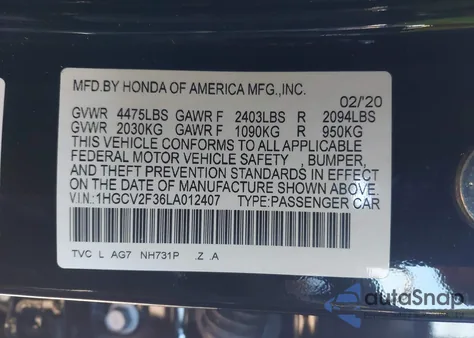 MFD.BY HONDA OF AMERICA MFG.,INC.
02/'20
GVWR 4475LBS GAWR F 2403LBS R 2094LBS
GVWR 2030KG GAWR F 1090KG R 950KG
THIS VEHICLE CONFORMS TO ALL APPLICABLE
FEDERAL MOTOR VEHICLE SAFETY , BUMPER,
AND THEFT PREVENTION STANDARDS IN EFFECT
ON THE DATE OF MANUFACTURE SHOWN ABOVE.
V.I.N.:1HGCV2F36LA012407 TYPE:PASSENGER CAR
TVC L AG7 NH731P .Z .A
autoSnap